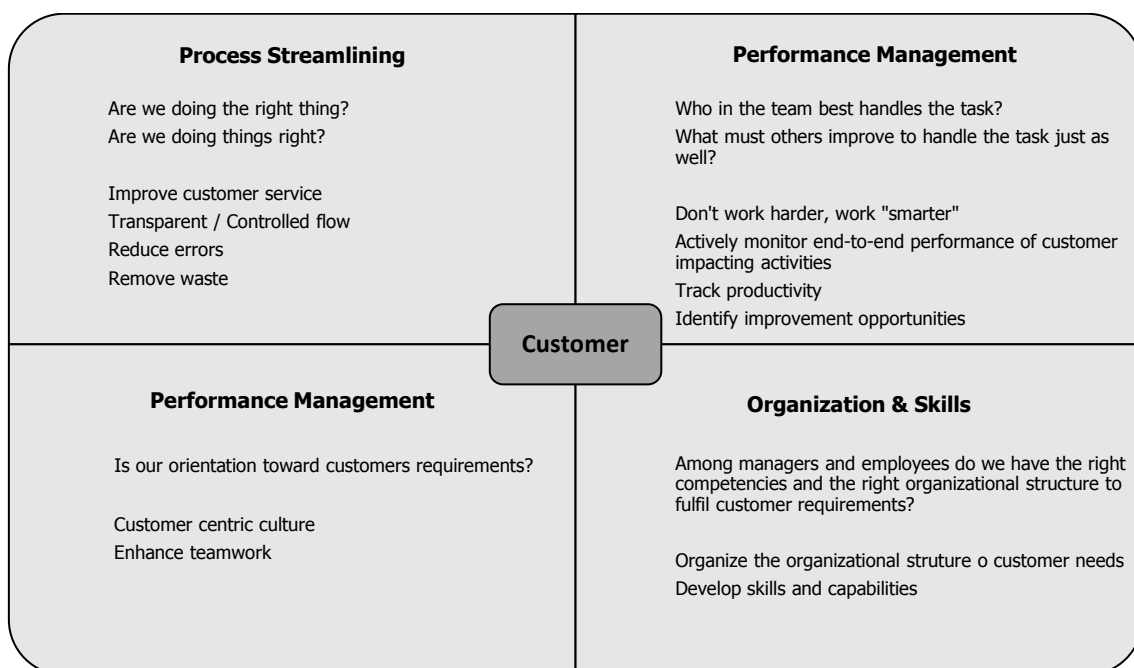 Process Streamlining
Are we doing the right thing?
Are we doing things right?
Improve customer service
Transparent / Controlled flow
Reduce errors
Remove waste
Performance Management
Who in the team best handles the task?
What must others improve to handle the task just as
well?
Don't work harder, work "smarter"
Actively monitor end-to-end performance of customer
impacting activities
Track productivity
Identify improvement opportunities
Customer
Performance Management
Is our orientation toward customers requirements?
Customer centric culture
Enhance teamwork
Organization & Skills
Among managers and employees do we have the right
competencies and the right organizational structure to
fulfil customer requirements?
Organize the organizational struture o customer needs
Develop skills and capabilities